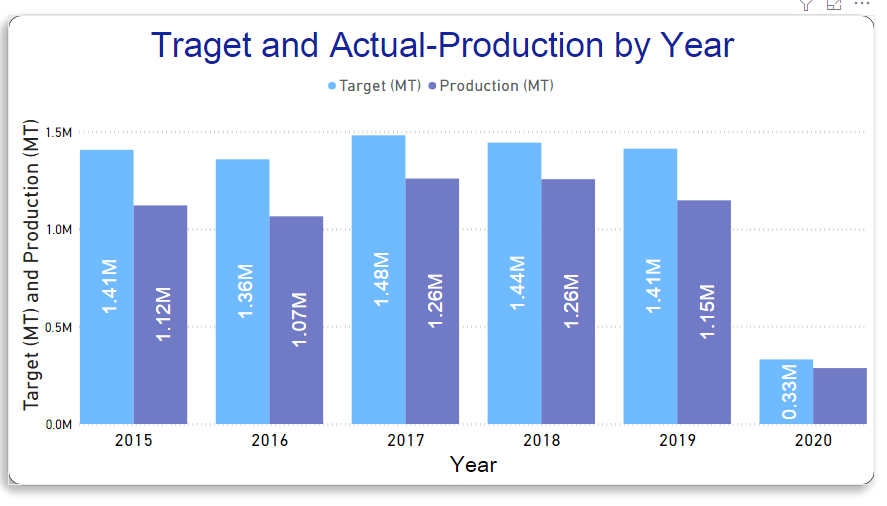 Traget and Actual-Production by Year
Target (MT) Production (MT)
Target (MT) and Production (MT)
1.5M
1.0M
0.5M
0.0M
1.41M
1.12M
1.36M
1.07M
1.48M
1.26M
1.44M
1.26M
1.41M
1.15M
0.33M
2015 2016 2017 2018 2019 2020
Year